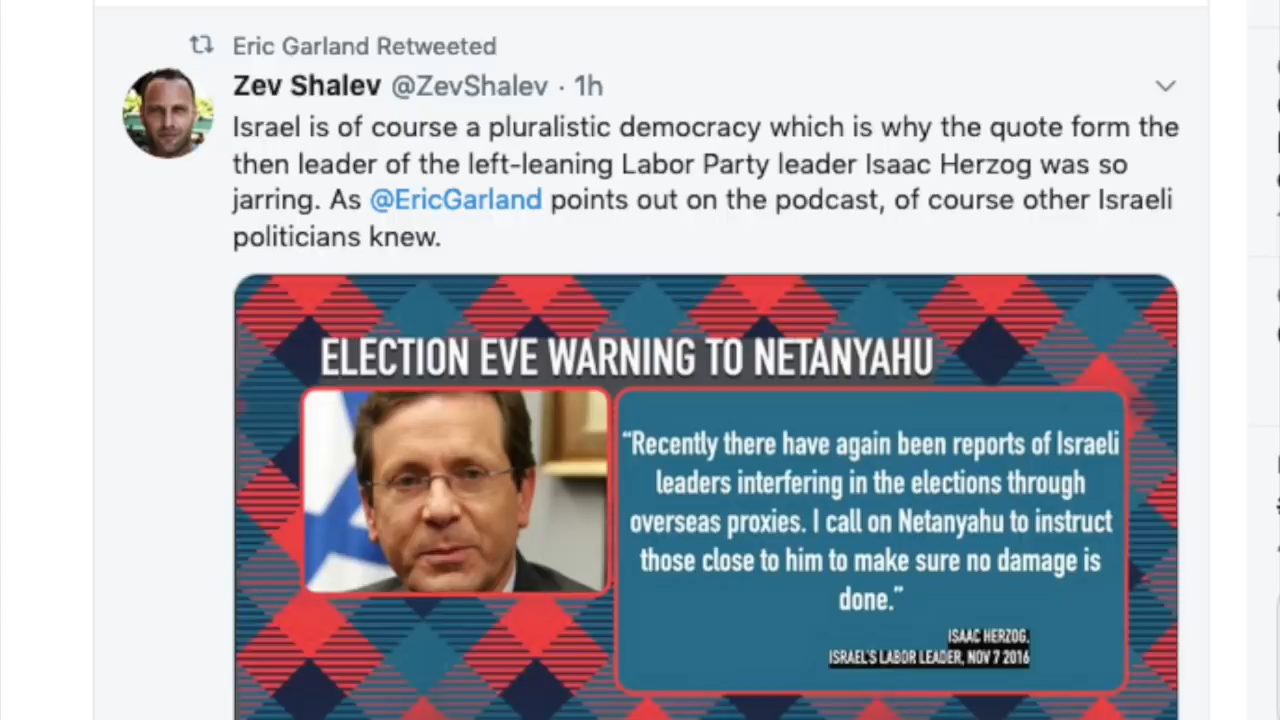 Eric Garland Retweeted
Zev Shalev @ZevShalev · 1h
Israel is of course a pluralistic democracy which is why the quote form the
then leader of the left-leaning Labor Party leader Isaac Herzog was so
jarring. As @EricGarland points out on the podcast, of course other Israeli
politicians knew.
ELECTION EVE WARNING TO NETANYAHU
“Recently there have again been reports of Israeli
leaders interfering in the elections through
overseas proxies. I call on Netanyahu to instruct
those close to him to make sure no damage is
done.”
ISAAC HERZOG,
ISRAEL'S LABOR LEADER, NOV 7 2016